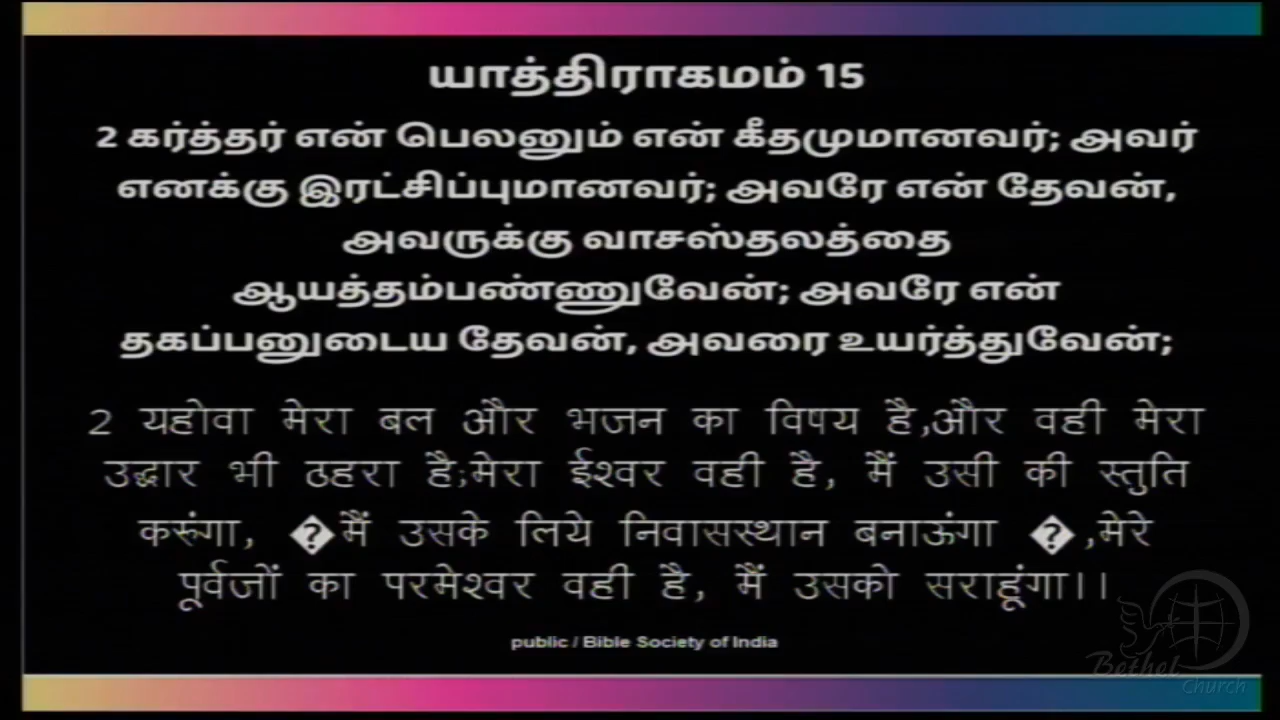 யாத்திராகமம் 15
2 கர்த்தர் என் பெலனும் என் கீதமுமானவர்; அவர்
எனக்கு இரட்சிப்புமானவர்; அவரே என் தேவன்,
அவருக்கு வாசஸ்தலத்தை
ஆயத்தம்பண்ணுவேன்; அவரே என்
தகப்பனுடைய தேவன், அவரை உயர்த்துவேன்;
2 यहोवा मेरा बल और भजन का विषय है,और वही मेरा
उद्धार भी ठहरा है;मेरा ईश्वर वही है, मैं उसी की स्तुति
करूंगा, �मैं उसके लिये निवासस्थान बनाऊंगा �,मेरे
पूर्वजों का परमेश्वर वही है, मैं उसको सराहूंगा।।
public / Bible Society of India
Bethel
Church